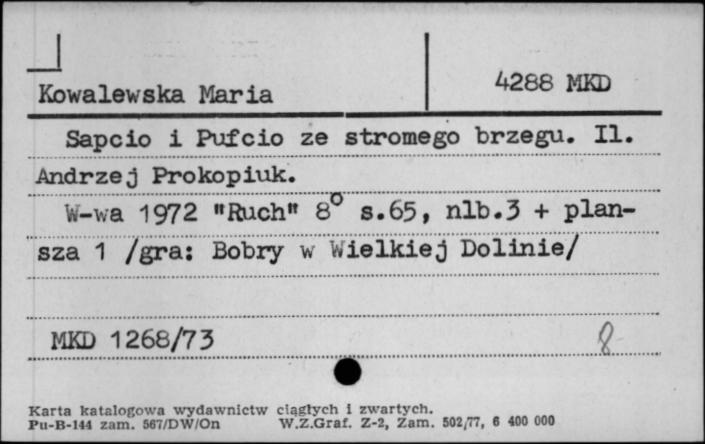 Kowalewska Maria 4288 MKD
Sapcio i Pufcio ze stromego brzegu. Il.
Andrzej Prokopiuk.
W-wa 1972 "Ruch" 8° s.65, nlb.3 + plan-
sza 1 /gra: Bobry w Wielkiej Dolinie/
MKD 1268/73 8
Karta katalogowa wydawnictw ciągłych i zwartych.
Pu-B-144 zam. 567/DW/On W.Z.Graf. Z-2, Zam. 502/77, 6 400 000